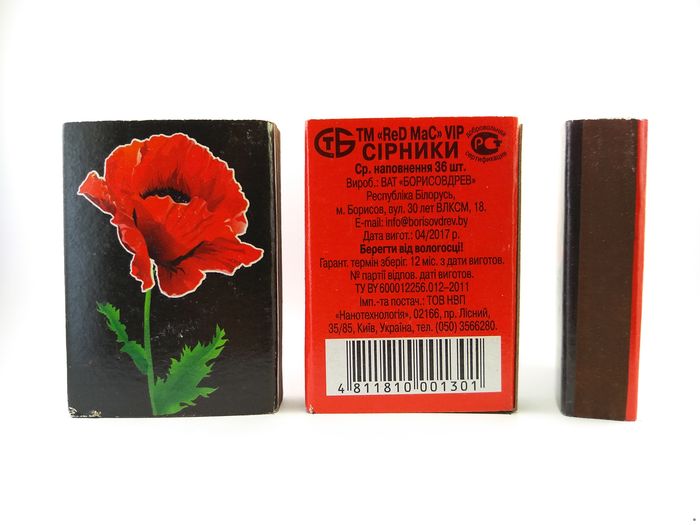 СТБ
ТМ «ReD MaC» VIP
СІРНИКИ
добровольная
сертификация
Ср. наповнення 36 шт.
Вироб.: ВАТ «БОРИСОВДРЕВ»
Республіка Білорусь,
м. Борисов, вул. 30 лет ВЛКСМ, 18.
E-mail: info@borisovdrev.by
Дата вигот.: 04/2017 р.
Берегти від вологості!
Гарант. термін зберіг. 12 міс. з дати виготов.
№ партії відпов. даті виготов.
ТУ BY 600012256.012–2011
Імп.-та постач.: ТОВ НВП
«Нанотехнологія», 02166, пр. Лісний,
35/85, Київ, Україна, тел. (050) 3566280.
4 811810 001301